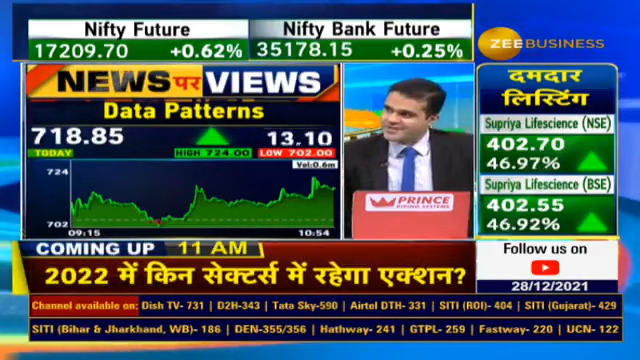 Nifty Future
17209.70 +0.62%
Nifty Bank Future
35178.15 +0.25%
ZEE BUSINESS
NEWS पर VIEWS
Data Patterns
718.85 13.10
TODAY HIGH 724.00 LOW 702.00
Vol:0.6m
724
702
09:15 10:54
PRINCE
PIPING SYSTEMS
दमदार
लिस्टिंग
Supriya Lifescience (NSE)
402.70
46.97%
Supriya Lifescience (BSE)
402.55
46.92%
COMING UP 11 AM
2022 में किन सेक्टर्स में रहेगा एक्शन?
Follow us on
28/12/2021
Channel available on: Dish TV- 731 | D2H-343 | Tata Sky-590 | Airtel DTH- 331 | SITI (ROI)- 404 | SITI (Gujarat)- 429
SITI (Bihar & Jharkhand, WB)- 186 | DEN-355/356 | Hathway- 241 | GTPL- 259 | Fastway- 220 | UCN- 122